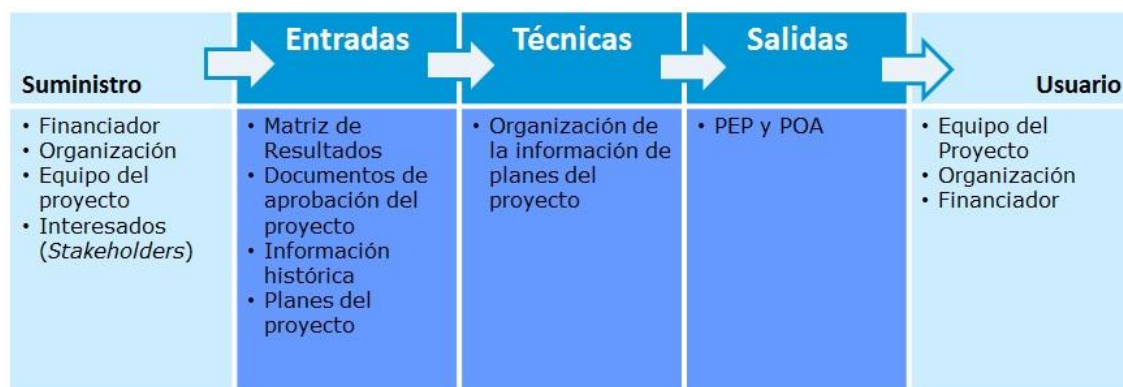 Suministro
Entradas
Técnicas
Salidas
Usuario
• Financiador
• Organización
• Equipo del
proyecto
• Interesados
(Stakeholders)
• Matriz de
Resultados
• Documentos de
aprobación del
proyecto
• Información
histórica
• Planes del
proyecto
• Organización de
la información de
planes del
proyecto
• PEP y POA
• Equipo del
Proyecto
• Organización
• Financiador